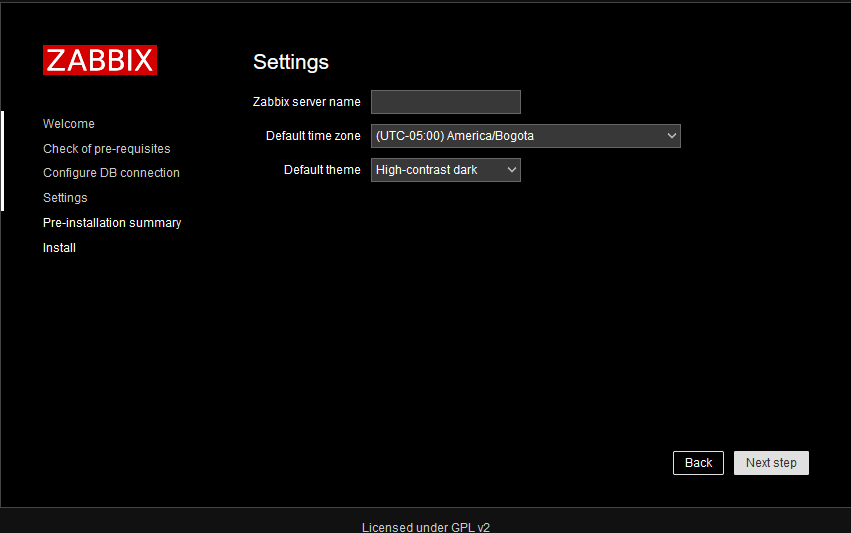 ZABBIX
Welcome
Check of pre-requisites
Configure DB connection
Settings
Pre-installation summary
Install
Settings
Zabbix server name
Default time zone (UTC-05:00) America/Bogota
Default theme High-contrast dark
Back Next step
Licensed under GPL v2